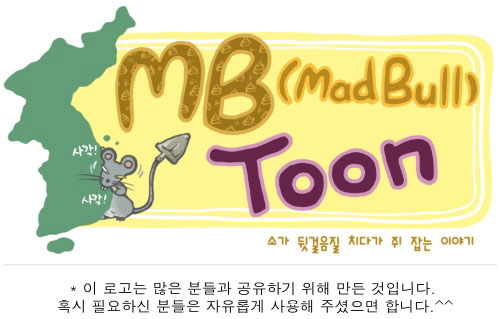 MB (MadBull)
Toon
사각!
사각!
소가 뒷걸음질 치다가 쥐 잡는 이야기
* 이 로고는 많은 분들과 공유하기 위해 만든 것입니다.
혹시 필요하신 분들은 자유롭게 사용해 주셨으면 합니다.^^